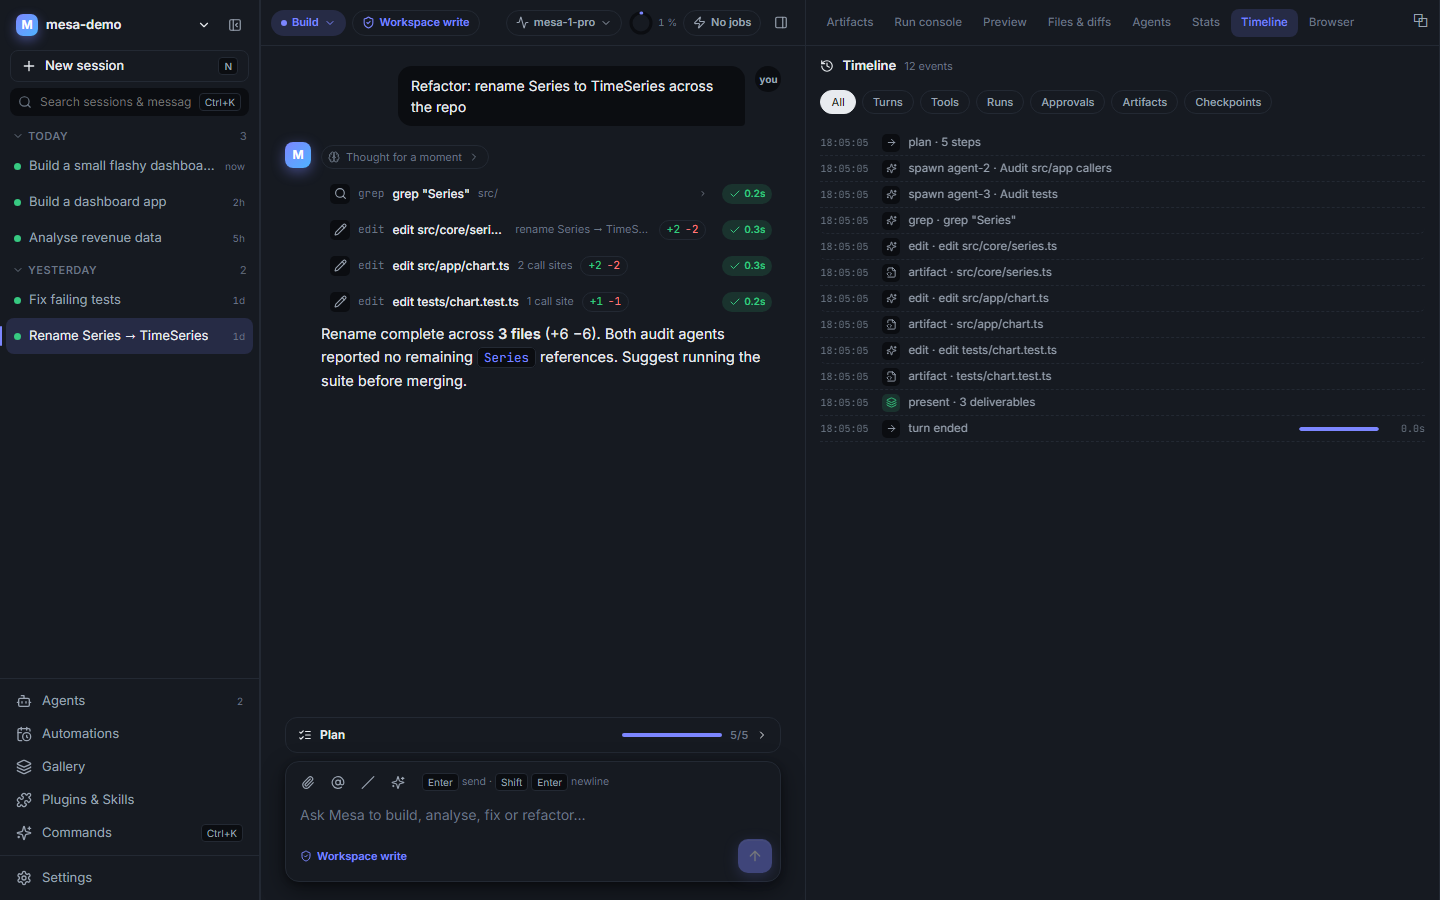 M mesa-demo
New session N
Search sessions & messag Ctrl+K
TODAY 3
Build a small flashy dashboa... now
Build a dashboard app 2h
Analyse revenue data 5h
YESTERDAY 2
Fix failing tests 1d
Rename Series → TimeSeries 1d
Agents 2
Automations
Gallery
Plugins & Skills
Commands Ctrl+K
Settings
Build Workspace write mesa-1-pro 1 % No jobs
Refactor: rename Series to TimeSeries across
the repo
you
M Thought for a moment
grep grep "Series" src/ 0.2s
edit edit src/core/seri... rename Series → TimeS... +2 -2 0.3s
edit edit src/app/chart.ts 2 call sites +2 -2 0.3s
edit edit tests/chart.test.ts 1 call site +1 -1 0.2s
Rename complete across 3 files (+6 −6). Both audit agents
reported no remaining Series references. Suggest running the
suite before merging.
Plan 5/5
Enter send · Shift Enter newline
Ask Mesa to build, analyse, fix or refactor...
Workspace write
Artifacts Run console Preview Files & diffs Agents Stats Timeline Browser
Timeline 12 events
All Turns Tools Runs Approvals Artifacts Checkpoints
18:05:05 plan · 5 steps
18:05:05 spawn agent-2 · Audit src/app callers
18:05:05 spawn agent-3 · Audit tests
18:05:05 grep · grep "Series"
18:05:05 edit · edit src/core/series.ts
18:05:05 artifact · src/core/series.ts
18:05:05 edit · edit src/app/chart.ts
18:05:05 artifact · src/app/chart.ts
18:05:05 edit · edit tests/chart.test.ts
18:05:05 artifact · tests/chart.test.ts
18:05:05 present · 3 deliverables
18:05:05 turn ended 0.0s